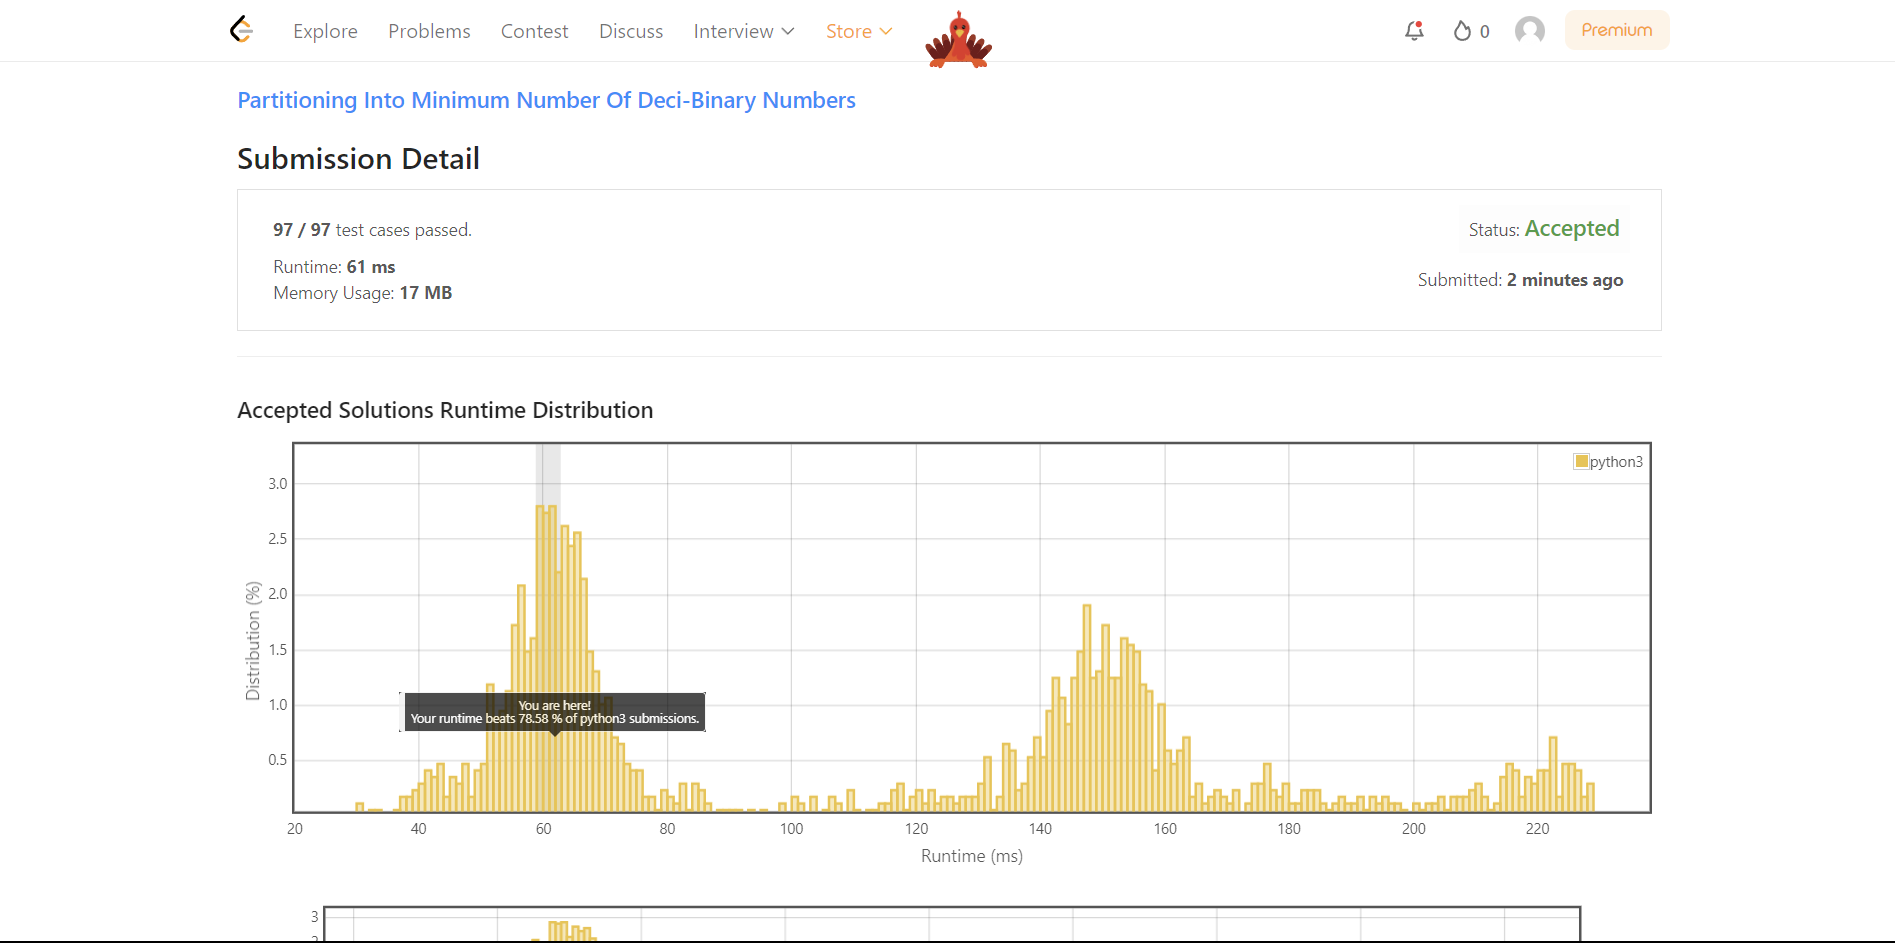 Explore Problems Contest Discuss Interview Store 0 Premium
Partitioning Into Minimum Number Of Deci-Binary Numbers
Submission Detail
97 / 97 test cases passed.
Status: Accepted
Runtime: 61 ms
Submitted: 2 minutes ago
Memory Usage: 17 MB
Accepted Solutions Runtime Distribution
python3
3.0
2.5
2.0
1.5
1.0
0.5
Distribution (%)
You are here!
Your runtime beats 78.58 % of python3 submissions.
20 40 60 80 100 120 140 160 180 200 220
Runtime (ms)
3